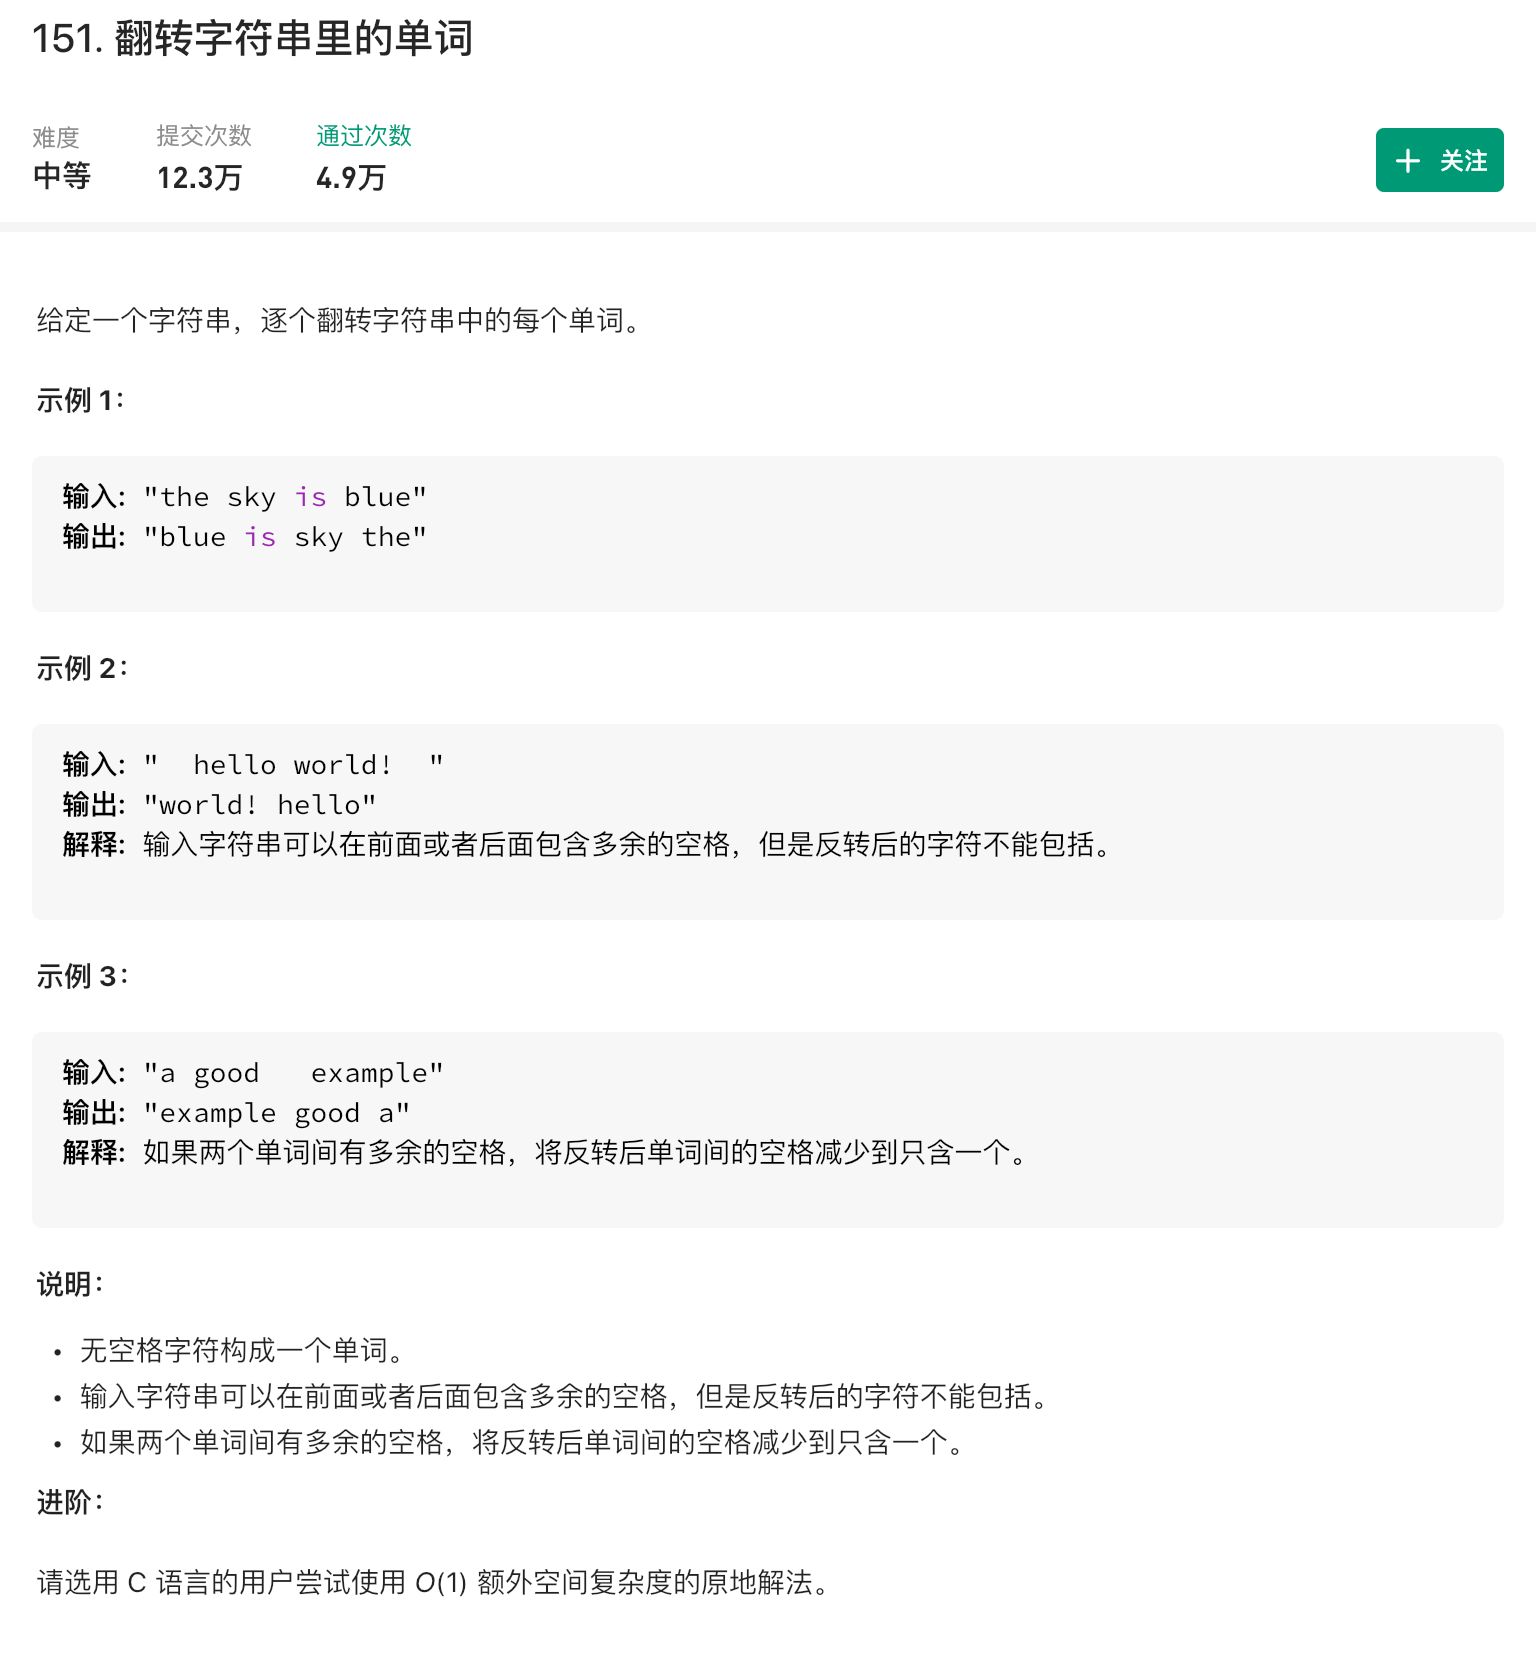 151. 翻转字符串里的单词
难度 提交次数 通过次数
中等 12.3万 4.9万
+ 关注
给定一个字符串，逐个翻转字符串中的每个单词。
示例 1：
输入: "the sky is blue"
输出: "blue is sky the"
示例 2：
输入: "  hello world!  "
输出: "world! hello"
解释: 输入字符串可以在前面或者后面包含多余的空格，但是反转后的字符不能包括。
示例 3：
输入: "a good   example"
输出: "example good a"
解释: 如果两个单词间有多余的空格，将反转后单词间的空格减少到只含一个。
说明：
• 无空格字符构成一个单词。
• 输入字符串可以在前面或者后面包含多余的空格，但是反转后的字符不能包括。
• 如果两个单词间有多余的空格，将反转后单词间的空格减少到只含一个。
进阶：
请选用 C 语言的用户尝试使用 O(1) 额外空间复杂度的原地解法。